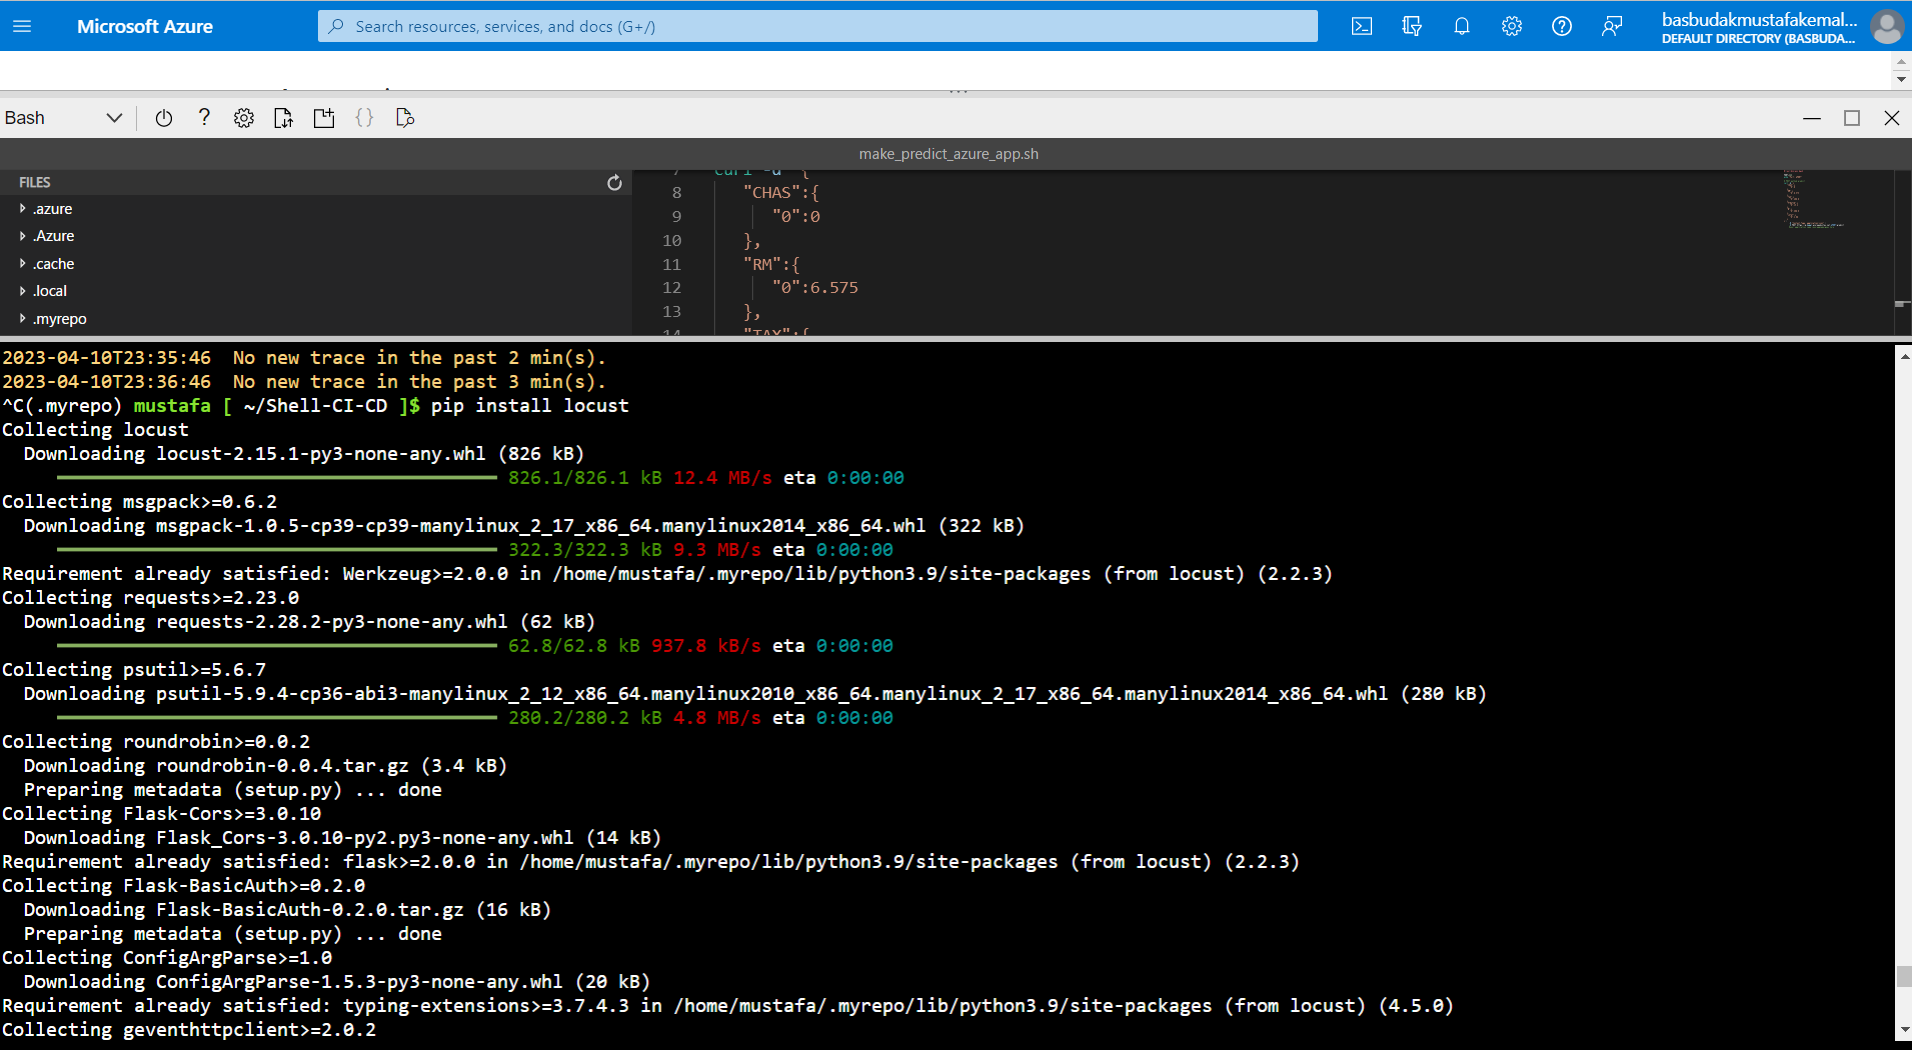 Microsoft Azure
Search resources, services, and docs (G+/)
basbudakmustafakemal...
DEFAULT DIRECTORY (BASBUDA...
Bash
make_predict_azure_app.sh
FILES
.azure
.Azure
.cache
.local
.myrepo
7 curl -d '{
8 "CHAS":{
9 "0":0
10 },
11 "RM":{
12 "0":6.575
13 },
14 "TAX":{
2023-04-10T23:35:46  No new trace in the past 2 min(s).
2023-04-10T23:36:46  No new trace in the past 3 min(s).
^C(.myrepo) mustafa [ ~/Shell-CI-CD ]$ pip install locust
Collecting locust
  Downloading locust-2.15.1-py3-none-any.whl (826 kB)
826.1/826.1 kB 12.4 MB/s eta 0:00:00
Collecting msgpack>=0.6.2
  Downloading msgpack-1.0.5-cp39-cp39-manylinux_2_17_x86_64.manylinux2014_x86_64.whl (322 kB)
322.3/322.3 kB 9.3 MB/s eta 0:00:00
Requirement already satisfied: Werkzeug>=2.0.0 in /home/mustafa/.myrepo/lib/python3.9/site-packages (from locust) (2.2.3)
Collecting requests>=2.23.0
  Downloading requests-2.28.2-py3-none-any.whl (62 kB)
62.8/62.8 kB 937.8 kB/s eta 0:00:00
Collecting psutil>=5.6.7
  Downloading psutil-5.9.4-cp36-abi3-manylinux_2_12_x86_64.manylinux2010_x86_64.manylinux_2_17_x86_64.manylinux2014_x86_64.whl (280 kB)
280.2/280.2 kB 4.8 MB/s eta 0:00:00
Collecting roundrobin>=0.0.2
  Downloading roundrobin-0.0.4.tar.gz (3.4 kB)
  Preparing metadata (setup.py) ... done
Collecting Flask-Cors>=3.0.10
  Downloading Flask_Cors-3.0.10-py2.py3-none-any.whl (14 kB)
Requirement already satisfied: flask>=2.0.0 in /home/mustafa/.myrepo/lib/python3.9/site-packages (from locust) (2.2.3)
Collecting Flask-BasicAuth>=0.2.0
  Downloading Flask-BasicAuth-0.2.0.tar.gz (16 kB)
  Preparing metadata (setup.py) ... done
Collecting ConfigArgParse>=1.0
  Downloading ConfigArgParse-1.5.3-py3-none-any.whl (20 kB)
Requirement already satisfied: typing-extensions>=3.7.4.3 in /home/mustafa/.myrepo/lib/python3.9/site-packages (from locust) (4.5.0)
Collecting geventhttpclient>=2.0.2